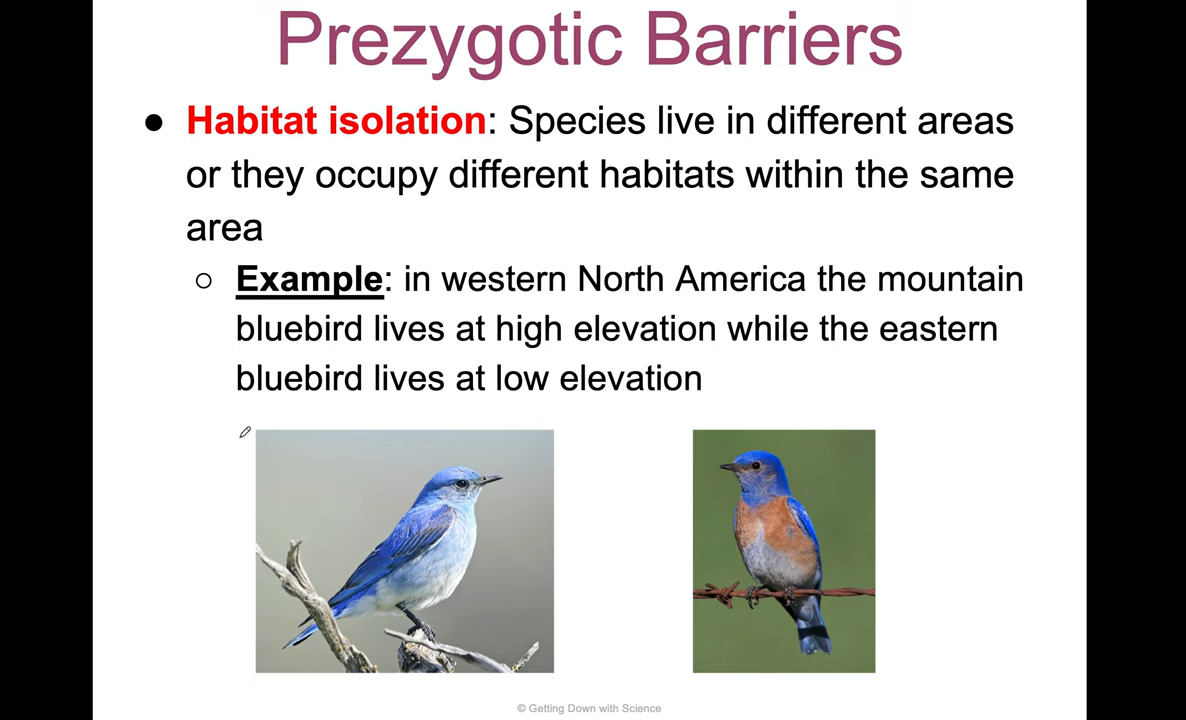 Prezygotic Barriers
● Habitat isolation: Species live in different areas
or they occupy different habitats within the same
area
○ Example: in western North America the mountain
bluebird lives at high elevation while the eastern
bluebird lives at low elevation
© Getting Down with Science